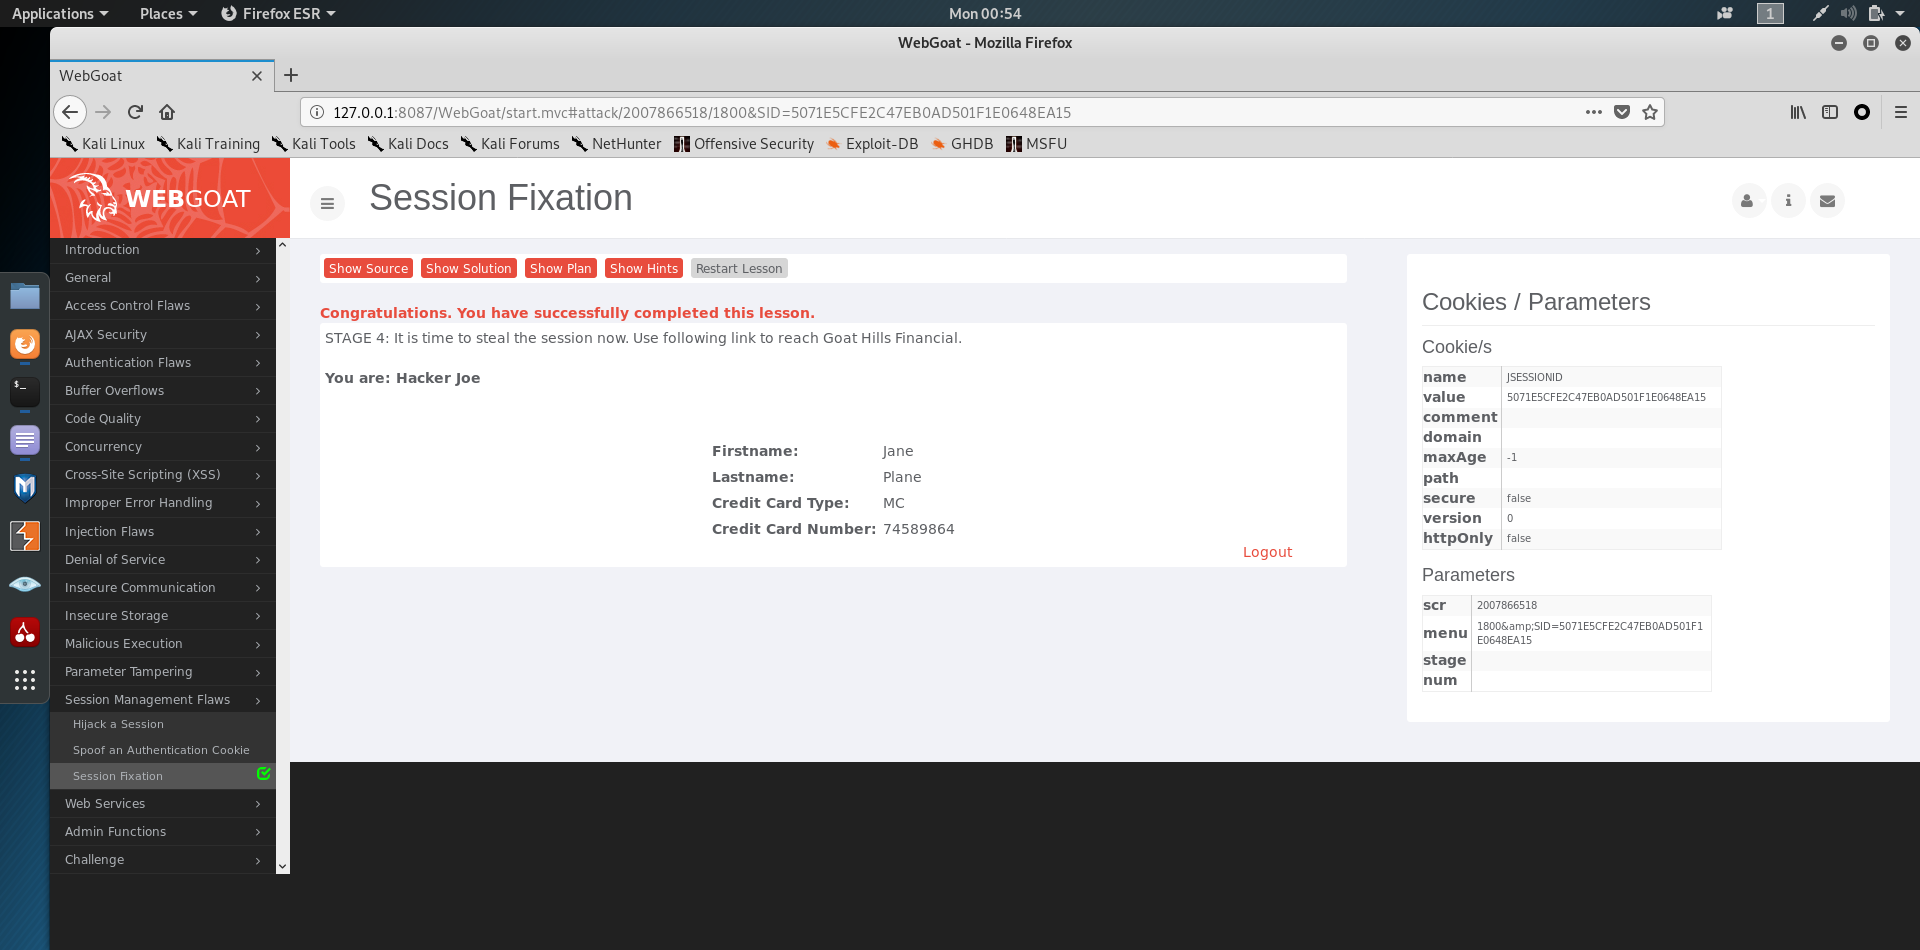 Applications Places Firefox ESR Mon 00:54 1
WebGoat - Mozilla Firefox
WebGoat
127.0.0.1:8087/WebGoat/start.mvc#attack/2007866518/1800&SID=5071E5CFE2C47EB0AD501F1E0648EA15
Kali Linux Kali Training Kali Tools Kali Docs Kali Forums NetHunter Offensive Security Exploit-DB GHDB MSFU
WEBGOAT
Session Fixation
Introduction
General
Access Control Flaws
AJAX Security
Authentication Flaws
Buffer Overflows
Code Quality
Concurrency
Cross-Site Scripting (XSS)
Improper Error Handling
Injection Flaws
Denial of Service
Insecure Communication
Insecure Storage
Malicious Execution
Parameter Tampering
Session Management Flaws
Hijack a Session
Spoof an Authentication Cookie
Session Fixation
Web Services
Admin Functions
Challenge
Show Source Show Solution Show Plan Show Hints Restart Lesson
Congratulations. You have successfully completed this lesson.
STAGE 4: It is time to steal the session now. Use following link to reach Goat Hills Financial.
You are: Hacker Joe
Firstname: Jane
Lastname: Plane
Credit Card Type: MC
Credit Card Number: 74589864
Logout
Cookies / Parameters
Cookie/s
name JSESSIONID
value 5071E5CFE2C47EB0AD501F1E0648EA15
comment
domain
maxAge -1
path
secure false
version 0
httpOnly false
Parameters
scr 2007866518
menu 1800&amp;SID=5071E5CFE2C47EB0AD501F1
E0648EA15
stage
num